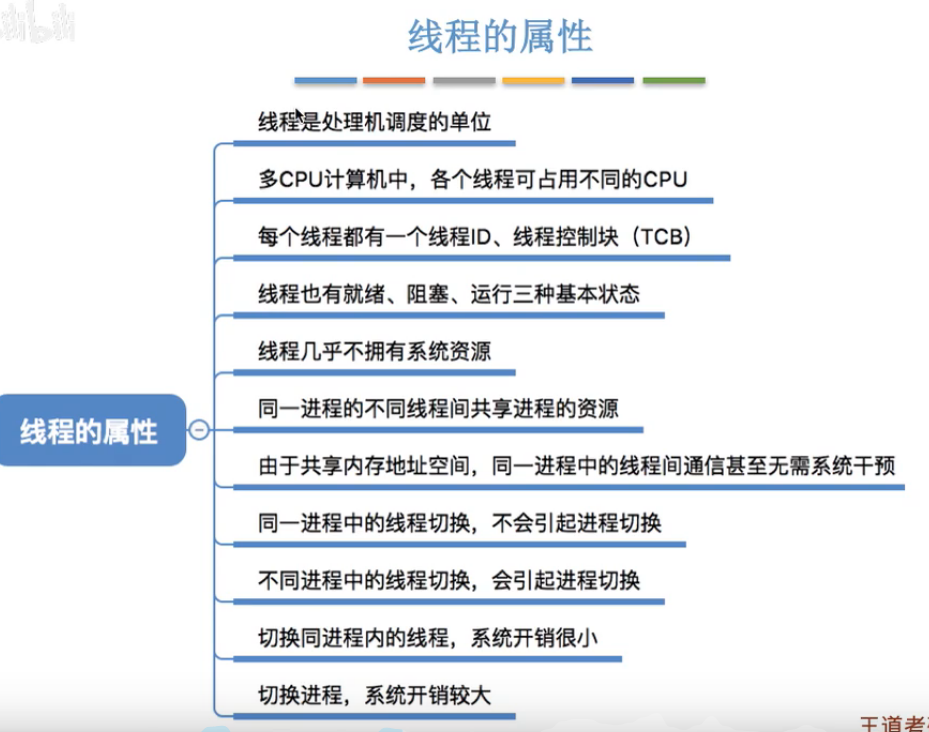 线程的属性
线程是处理机调度的单位
多CPU计算机中，各个线程可占用不同的CPU
每个线程都有一个线程ID、线程控制块（TCB）
线程也有就绪、阻塞、运行三种基本状态
线程几乎不拥有系统资源
同一进程的不同线程间共享进程的资源
线程的属性
由于共享内存地址空间，同一进程中的线程间通信甚至无需系统干预
同一进程中的线程切换，不会引起进程切换
不同进程中的线程切换，会引起进程切换
切换同进程内的线程，系统开销很小
切换进程，系统开销较大
王道考